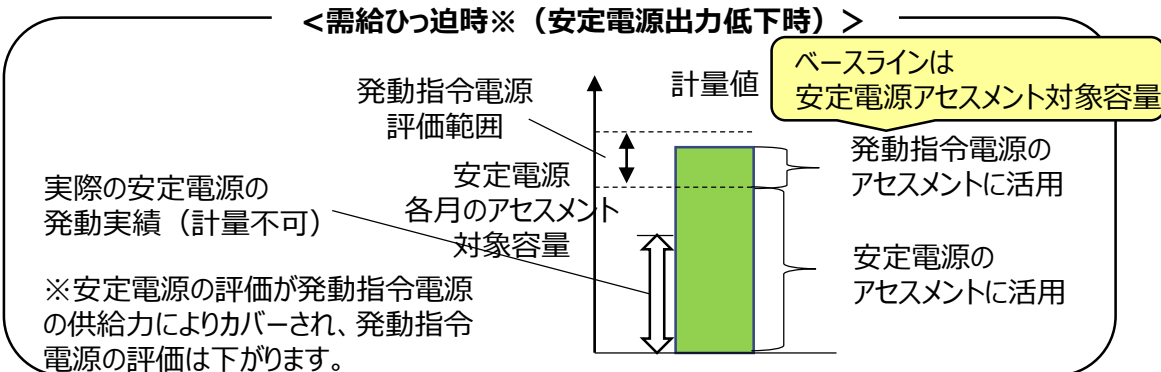 <需給ひっ迫時※（安定電源出力低下時）>
ベースラインは
安定電源アセスメント対象容量
計量値
発動指令電源
評価範囲
発動指令電源の
アセスメントに活用
安定電源
各月のアセスメント
対象容量
実際の安定電源の
発動実績（計量不可）
安定電源の
アセスメントに活用
※安定電源の評価が発動指令電源
の供給力によりカバーされ、発動指令
電源の評価は下がります。